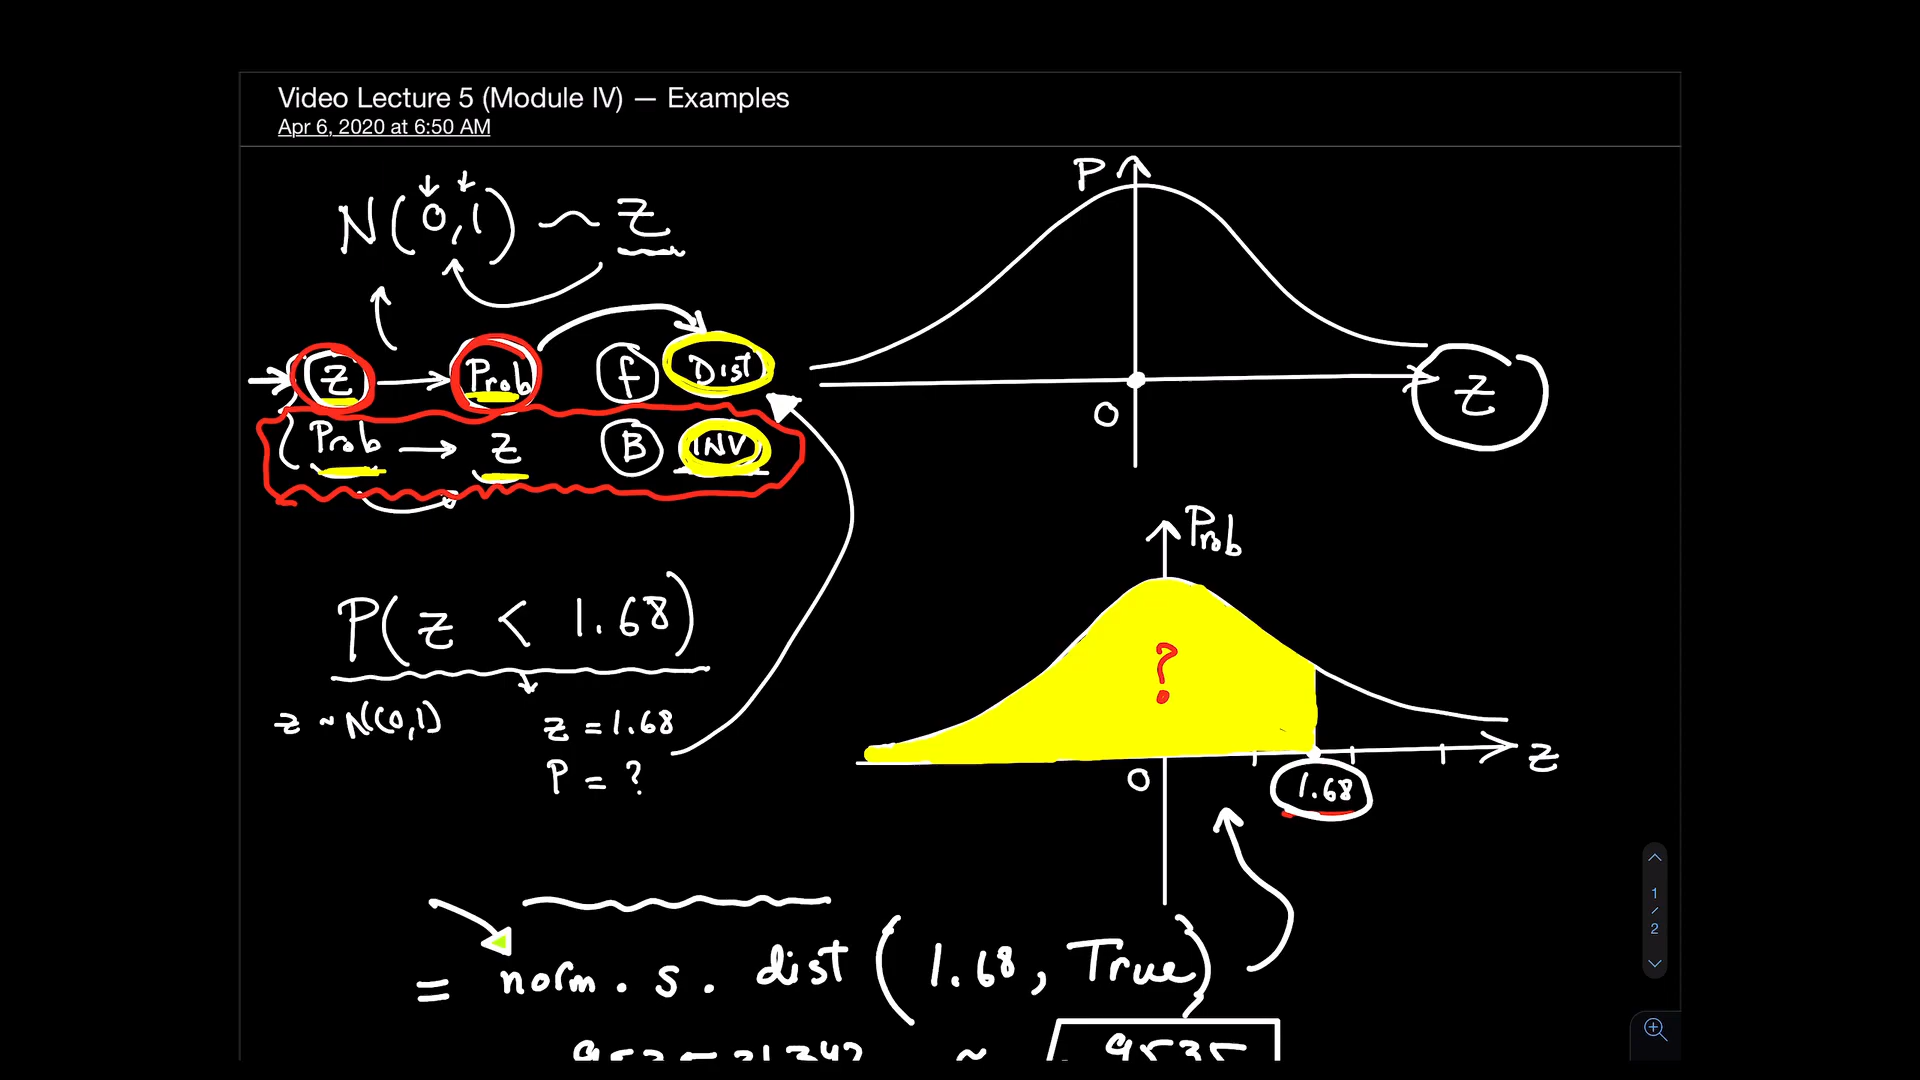 Video Lecture 5 (Module IV) — Examples
Apr 6, 2020 at 6:50 AM
N(0,1) ~ Z
P
Z → Prob f Dist
Prob → Z B INV
0
Z
Prob
P(Z < 1.68)
?
Z ~ N(0,1) Z = 1.68
P = ?
0
1.68
Z
1
/
2
= norm.s.dist(1.68, True)
≈ .9535